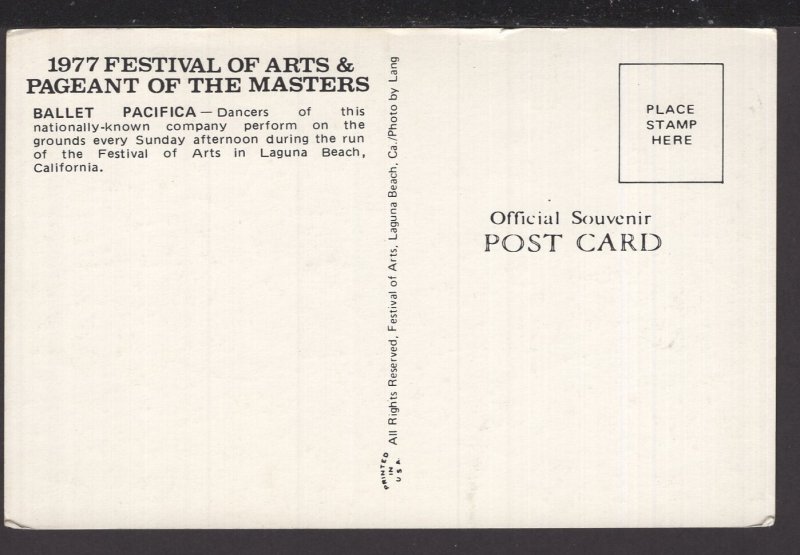 1977 FESTIVAL OF ARTS &
PAGEANT OF THE MASTERS
BALLET PACIFICA — Dancers of this
nationally-known company perform on the
grounds every Sunday afternoon during the run
of the Festival of Arts in Laguna Beach,
California.
All Rights Reserved, Festival of Arts, Laguna Beach, Ca./Photo by Lang
PRINTED
IN
U S A
PLACE
STAMP
HERE
Official Souvenir
POST CARD